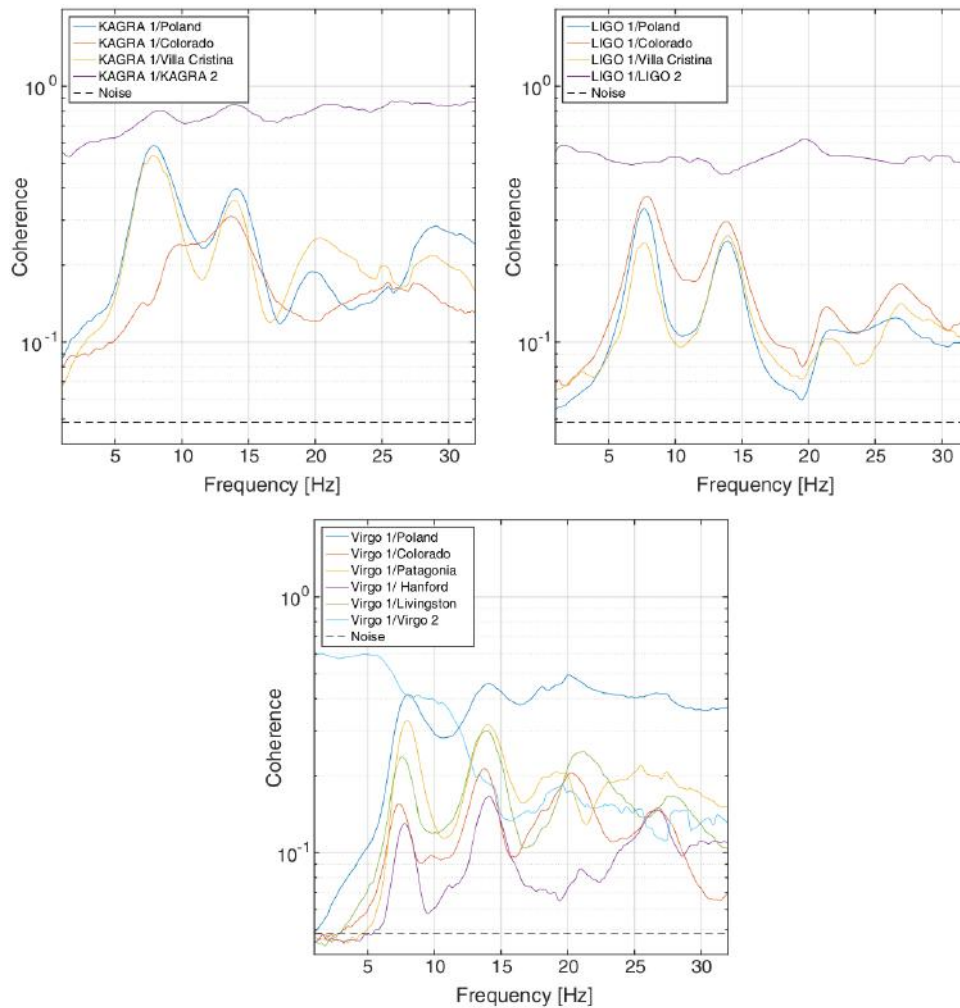 KAGRA 1/Poland
KAGRA 1/Colorado
KAGRA 1/Villa Cristina
KAGRA 1/KAGRA 2
Noise
10^0
10^-1
Coherence
5 10 15 20 25 30
Frequency [Hz]
LIGO 1/Poland
LIGO 1/Colorado
LIGO 1/Villa Cristina
LIGO 1/LIGO 2
Noise
10^0
10^-1
Coherence
5 10 15 20 25 30
Frequency [Hz]
Virgo 1/Poland
Virgo 1/Colorado
Virgo 1/Patagonia
Virgo 1/ Hanford
Virgo 1/Livingston
Virgo 1/Virgo 2
Noise
10^0
10^-1
Coherence
5 10 15 20 25 30
Frequency [Hz]